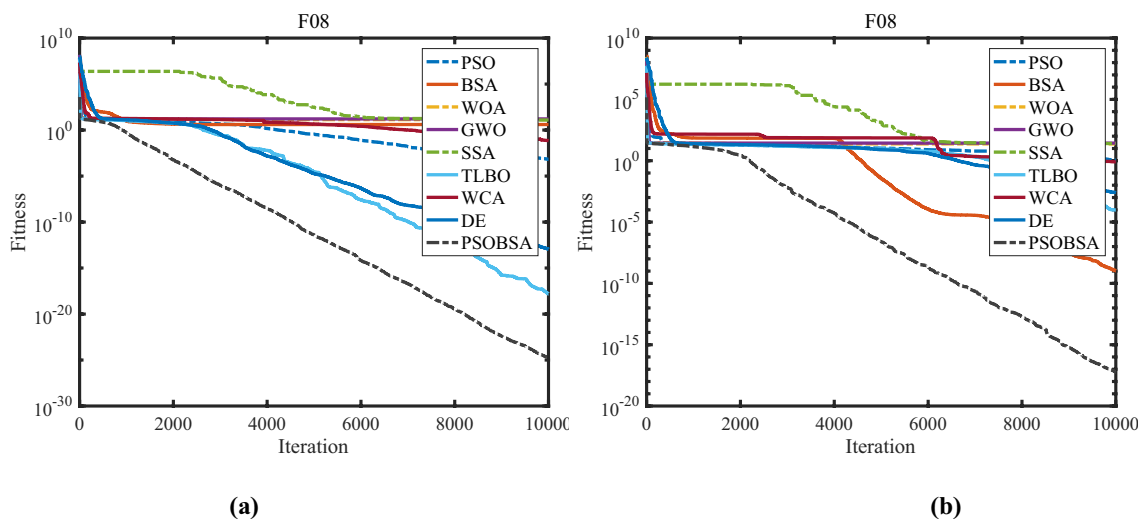 F08
10^10
10^0
10^-10
10^-20
10^-30
Fitness
0 2000 4000 6000 8000 10000
Iteration
PSO
BSA
WOA
GWO
SSA
TLBO
WCA
DE
PSOBSA
(a)
F08
10^10
10^5
10^0
10^-5
10^-10
10^-15
10^-20
Fitness
0 2000 4000 6000 8000 10000
Iteration
PSO
BSA
WOA
GWO
SSA
TLBO
WCA
DE
PSOBSA
(b)